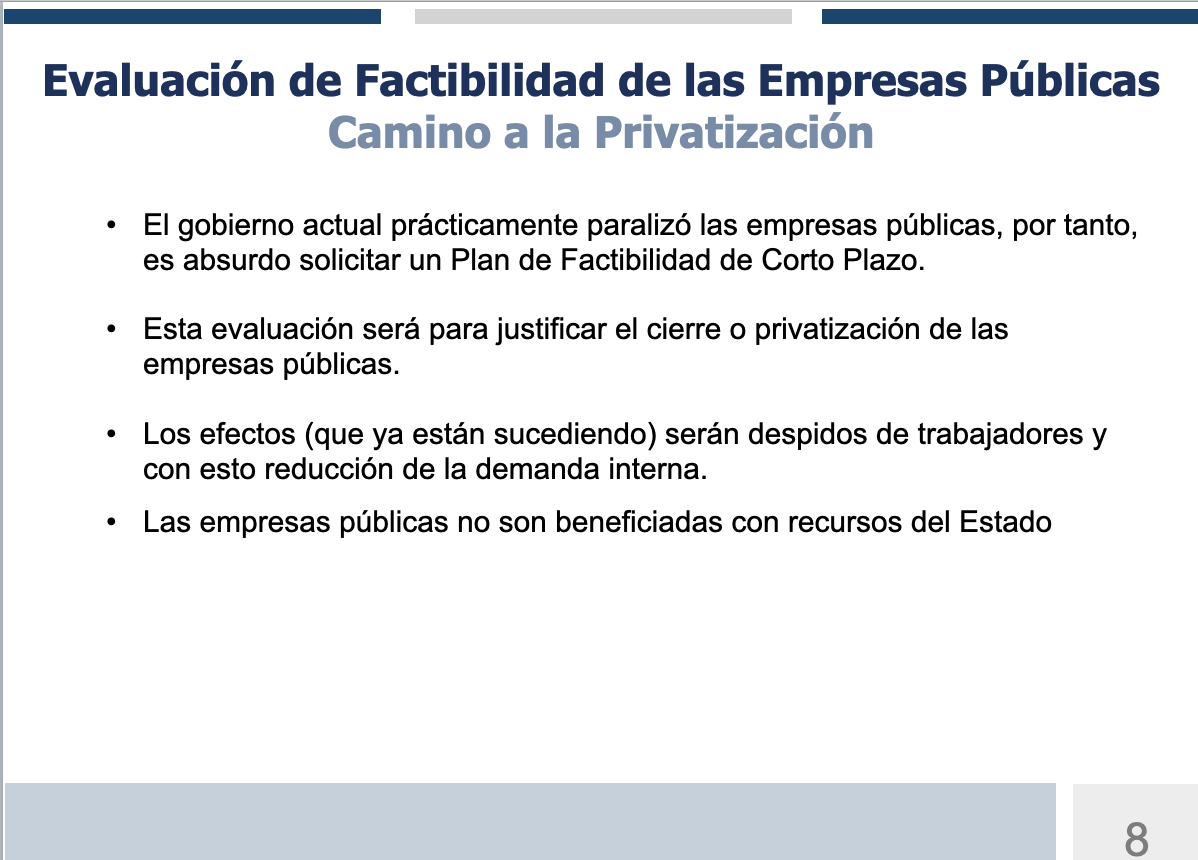 Evaluación de Factibilidad de las Empresas Públicas
Camino a la Privatización
• El gobierno actual prácticamente paralizó las empresas públicas, por tanto,
es absurdo solicitar un Plan de Factibilidad de Corto Plazo.
• Esta evaluación será para justificar el cierre o privatización de las
empresas públicas.
• Los efectos (que ya están sucediendo) serán despidos de trabajadores y
con esto reducción de la demanda interna.
• Las empresas públicas no son beneficiadas con recursos del Estado
8